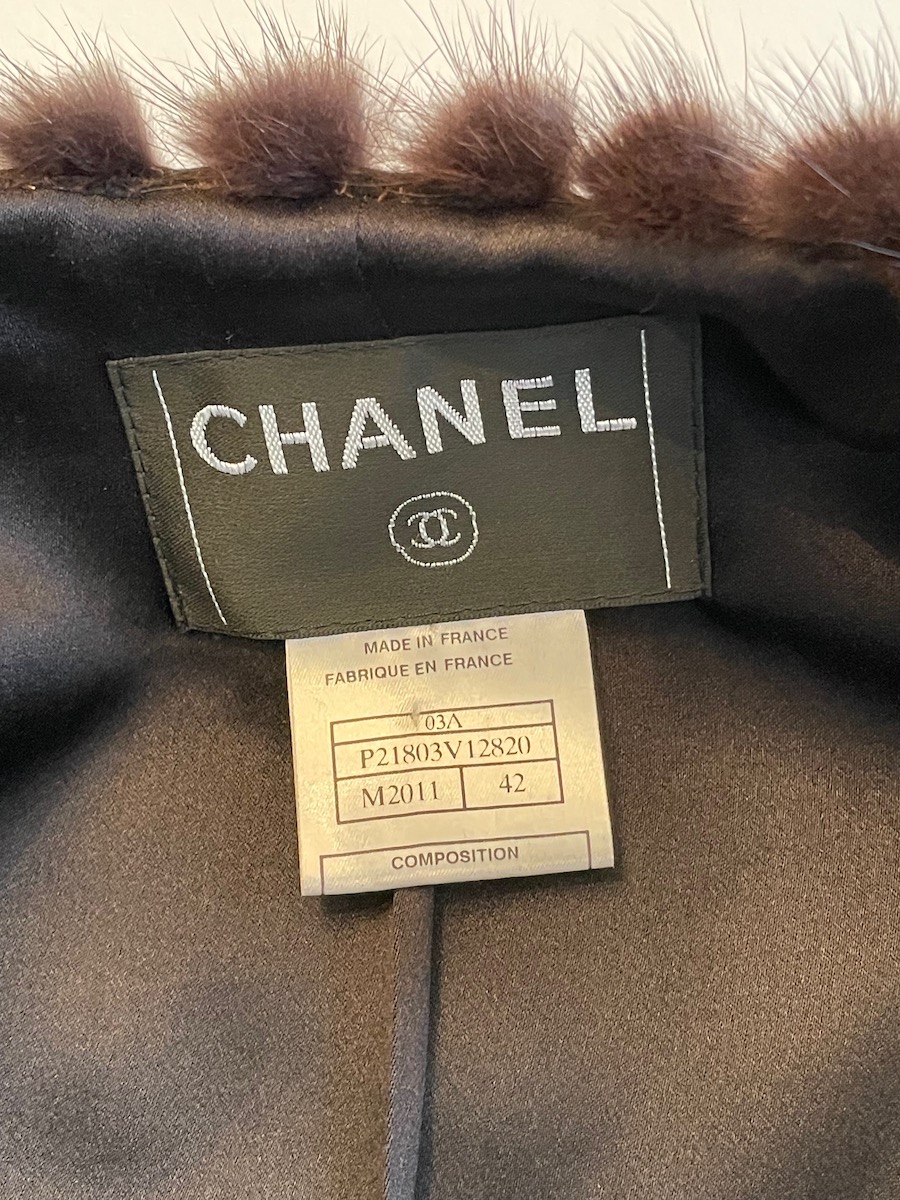 CHANEL
MADE IN FRANCE
FABRIQUE EN FRANCE
03A
P21803V12820
M2011 42
COMPOSITION